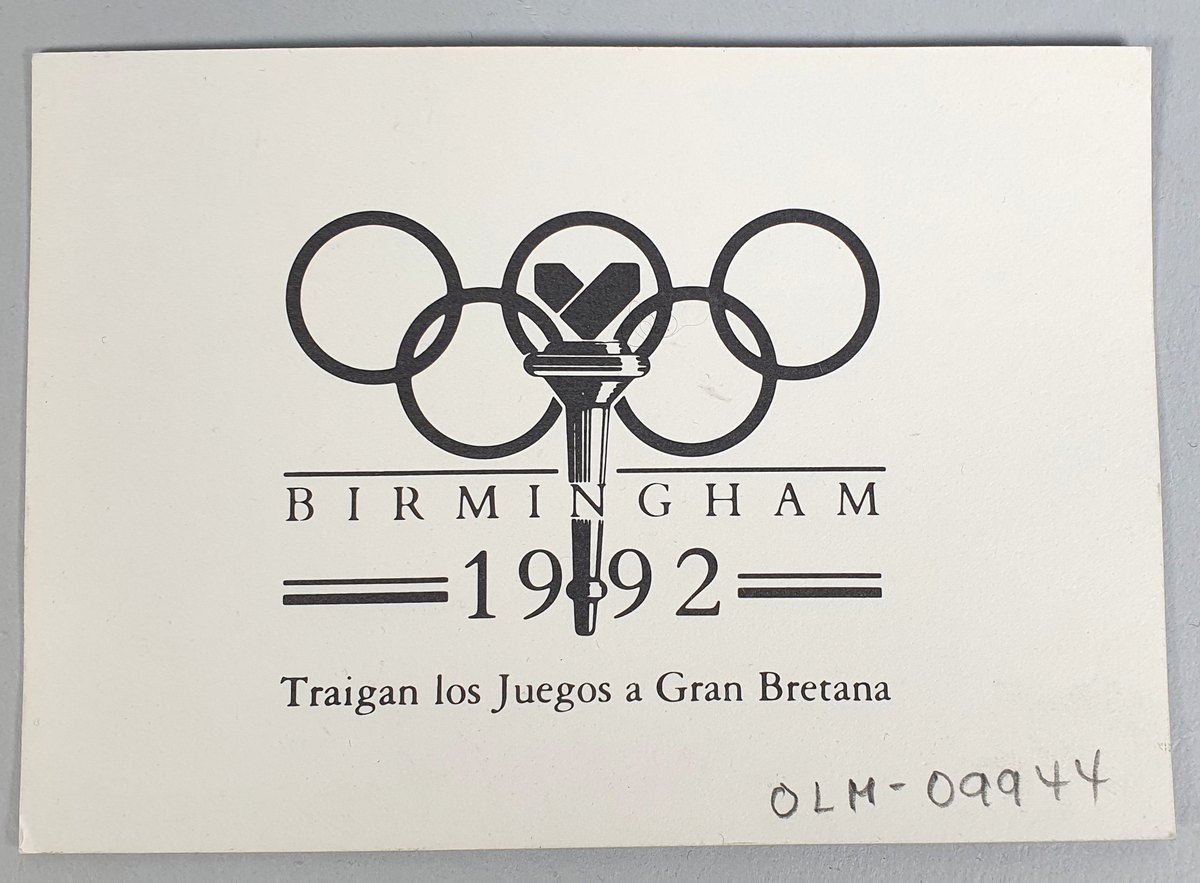 BIRMINGHAM
1992
Traigan los Juegos a Gran Bretana
OLM-09944